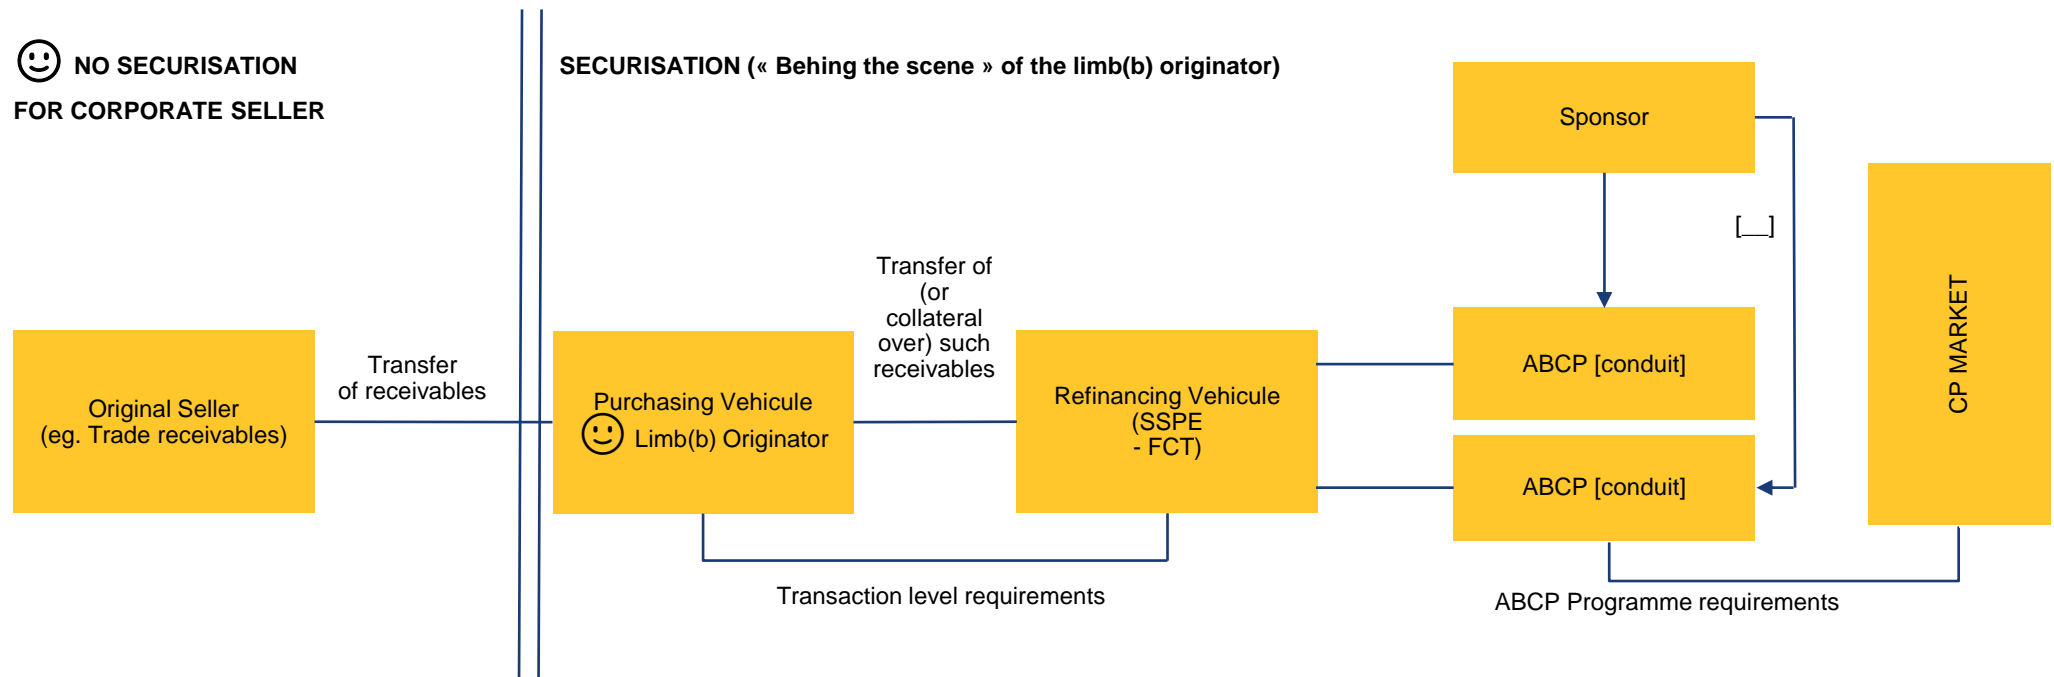 NO SECURISATION
FOR CORPORATE SELLER
SECURISATION (« Behing the scene » of the limb(b) originator)
Sponsor
[__]
Transfer of
(or
collateral
over) such
receivables
CP MARKET
Transfer
of receivables
ABCP [conduit]
Original Seller
(eg. Trade receivables)
Purchasing Vehicule
Limb(b) Originator
Refinancing Vehicule
(SSPE
- FCT)
ABCP [conduit]
Transaction level requirements
ABCP Programme requirements